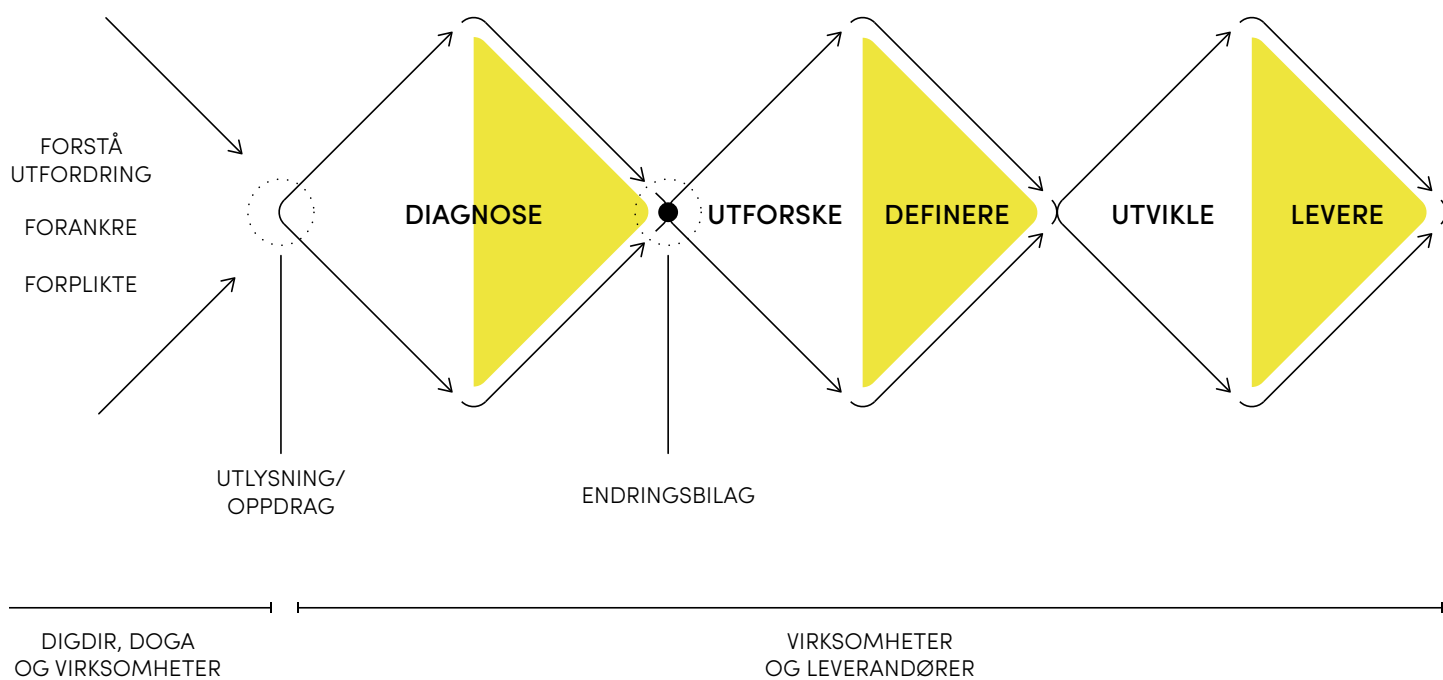 FORSTÅ
UTFORDRING
FORANKRE
FORPLIKTE
DIAGNOSE
UTFORSKE
DEFINERE
UTVIKLE
LEVERE
UTLYSNING/
OPPDRAG
ENDRINGSBILAG
DIGDIR, DOGA
OG VIRKSOMHETER
VIRKSOMHETER
OG LEVERANDØRER